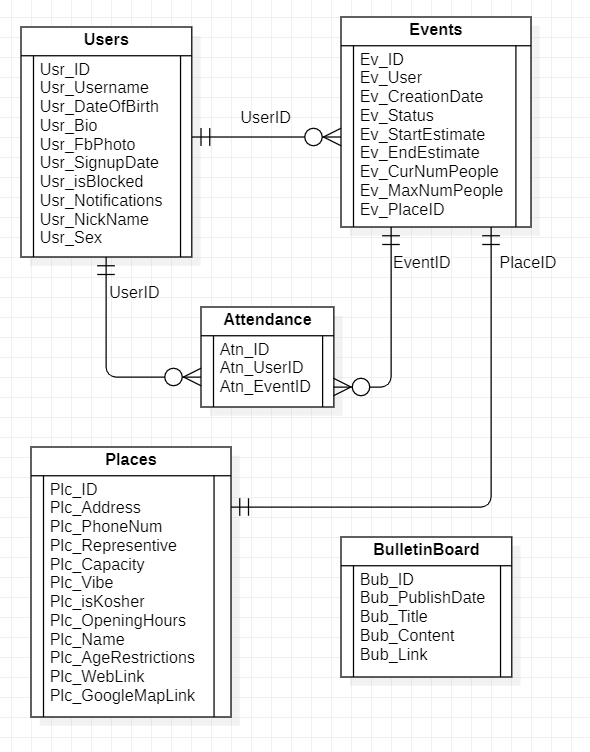 Users
Usr_ID
Usr_Username
Usr_DateOfBirth
Usr_Bio
Usr_FbPhoto
Usr_SignupDate
Usr_isBlocked
Usr_Notifications
Usr_NickName
Usr_Sex
UserID
Events
Ev_ID
Ev_User
Ev_CreationDate
Ev_Status
Ev_StartEstimate
Ev_EndEstimate
Ev_CurNumPeople
Ev_MaxNumPeople
Ev_PlaceID
UserID
EventID
PlaceID
Attendance
Atn_ID
Atn_UserID
Atn_EventID
Places
Plc_ID
Plc_Address
Plc_PhoneNum
Plc_Representive
Plc_Capacity
Plc_Vibe
Plc_isKosher
Plc_OpeningHours
Plc_Name
Plc_AgeRestrictions
Plc_WebLink
Plc_GoogleMapLink
BulletinBoard
Bub_ID
Bub_PublishDate
Bub_Title
Bub_Content
Bub_Link